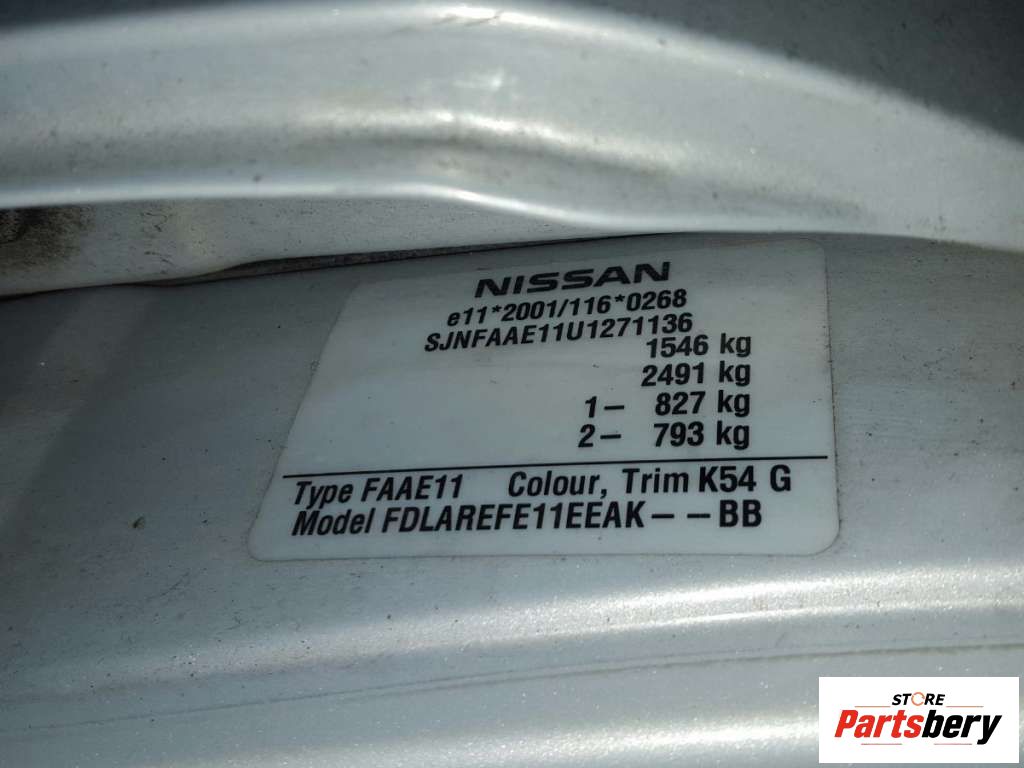 NISSAN
e11*2001/116*0268
SJNFAAE11U1271136
1546 kg
2491 kg
1- 827 kg
2- 793 kg
Type FAAE11 Colour, Trim K54 G
Model FDLAREFE11EEAK- -BB
STORE
Partsbery